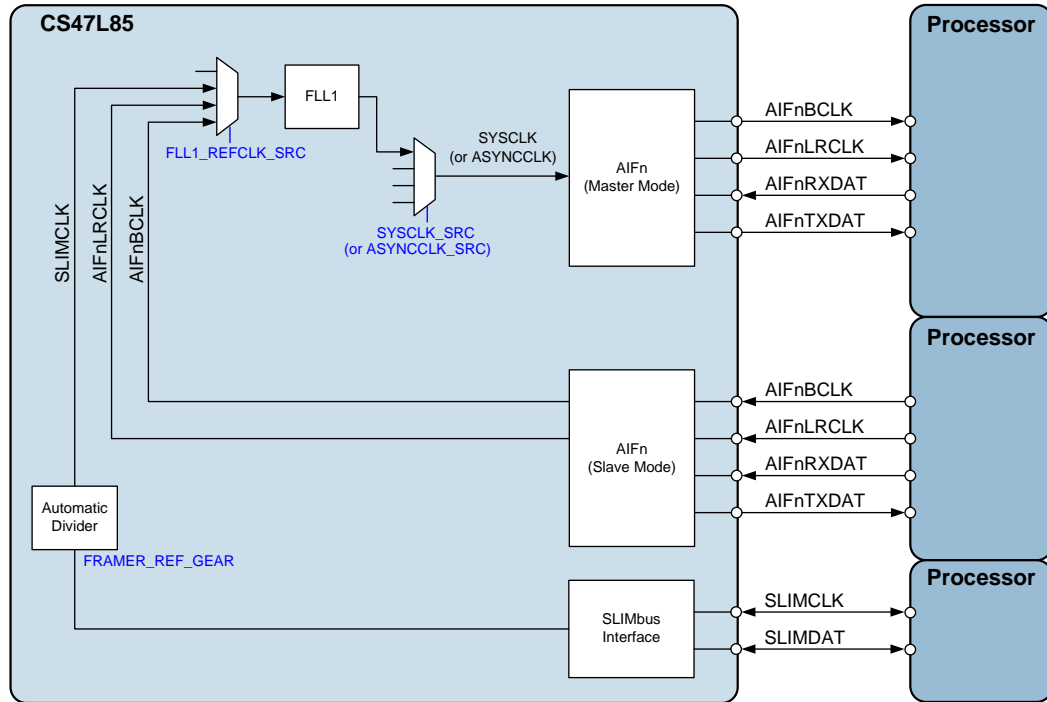 CS47L85
Processor
FLL1
FLL1_REFCLK_SRC
SYSCLK
(or ASYNCCLK)
SYSCLK_SRC
(or ASYNCCLK_SRC)
AIFn
(Master Mode)
AIFnBCLK
AIFnLRCLK
AIFnRXDAT
AIFnTXDAT
SLIMCLK
AIFnLRCLK
AIFnBCLK
Processor
AIFn
(Slave Mode)
AIFnBCLK
AIFnLRCLK
AIFnRXDAT
AIFnTXDAT
Automatic
Divider
FRAMER_REF_GEAR
Processor
SLIMbus
Interface
SLIMCLK
SLIMDAT